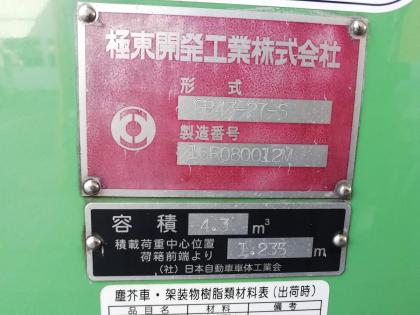 極東開発工業株式会社
形式
GB43-27-S
製造番号
16F080012M
容積 4.3 m³
積載荷重中心位置
荷箱前端より 1.235 m
(社)日本自動車車体工業会
塵芥車・架装物樹脂類材料表(出荷時)
品目名 材料 備考